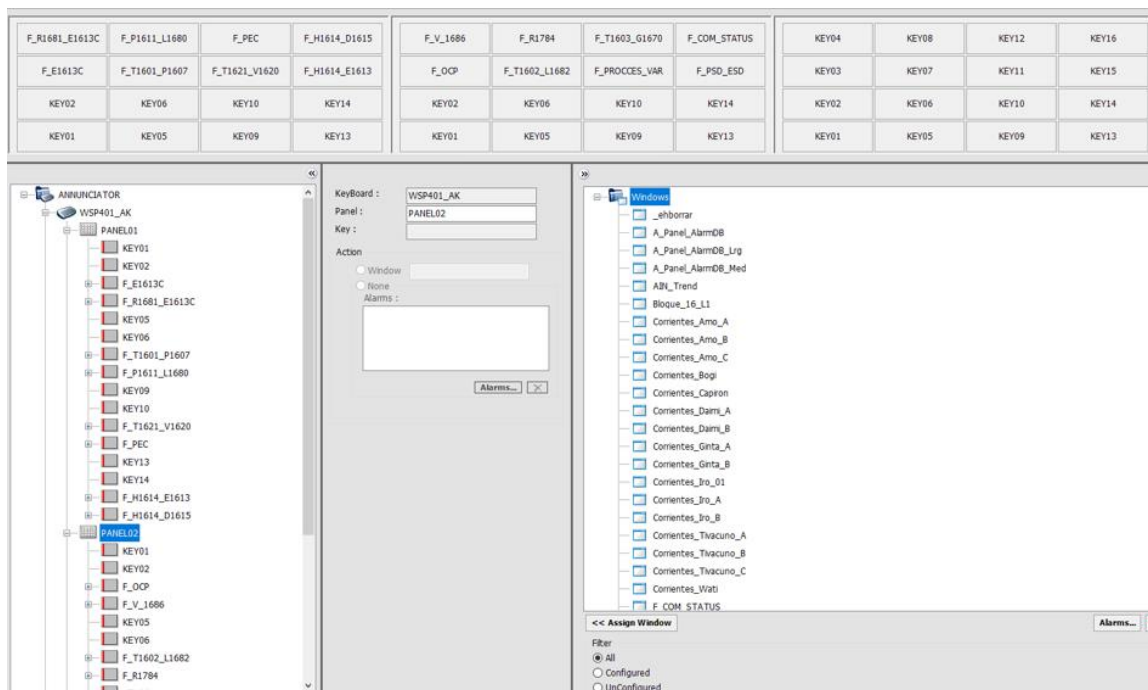 F_R1681_E1613C F_P1611_L1680 F_PEC F_H1614_D1615 F_V_1686 F_R1784 F_T1603_G1670 F_COM_STATUS KEY04 KEY08 KEY12 KEY16
F_E1613C F_T1601_P1607 F_T1621_V1620 F_H1614_E1613 F_OCP F_T1602_L1682 F_PROCCES_VAR F_PSD_ESD KEY03 KEY07 KEY11 KEY15
KEY02 KEY06 KEY10 KEY14 KEY02 KEY06 KEY10 KEY14 KEY02 KEY06 KEY10 KEY14
KEY01 KEY05 KEY09 KEY13 KEY01 KEY05 KEY09 KEY13 KEY01 KEY05 KEY09 KEY13
ANNUNCIATOR
WSP401_AK
PANEL01
KEY01
KEY02
F_E1613C
F_R1681_E1613C
KEY05
KEY06
F_T1601_P1607
F_P1611_L1680
KEY09
KEY10
F_T1621_V1620
F_PEC
KEY13
KEY14
F_H1614_E1613
F_H1614_D1615
PANEL02
KEY01
KEY02
F_OCP
F_V_1686
KEY05
KEY06
F_T1602_L1682
F_R1784
KeyBoard : WSP401_AK
Panel : PANEL02
Key :
Action
Window
None
Alarms :
Alarms...
Windows
_ehborrar
A_Panel_AlarmDB
A_Panel_AlarmDB_Lrg
A_Panel_AlarmDB_Med
AIN_Trend
Bloque_16_L1
Corrientes_Amo_A
Corrientes_Amo_B
Corrientes_Amo_C
Corrientes_Bogi
Corrientes_Capiron
Corrientes_Daimi_A
Corrientes_Daimi_B
Corrientes_Ginta_A
Corrientes_Ginta_B
Corrientes_Iro_01
Corrientes_Iro_A
Corrientes_Iro_B
Corrientes_Tivacuno_A
Corrientes_Tivacuno_B
Corrientes_Tivacuno_C
Corrientes_Wati
F_COM_STATUS
<< Assign Window Alarms...
Filter
All
Configured
UnConfigured